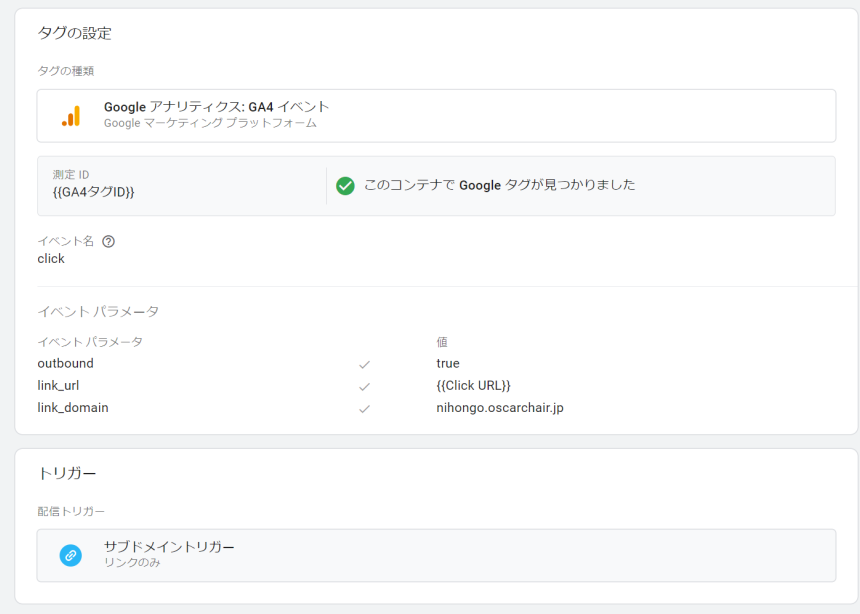 タグの設定
タグの種類
Google アナリティクス: GA4 イベント
Google マーケティング プラットフォーム
測定 ID
{{GA4タグID}}
このコンテナで Google タグが見つかりました
イベント名
click
イベント パラメータ
イベント パラメータ 値
outbound true
link_url {{Click URL}}
link_domain nihongo.oscarchair.jp
トリガー
配信トリガー
サブドメイントリガー
リンクのみ